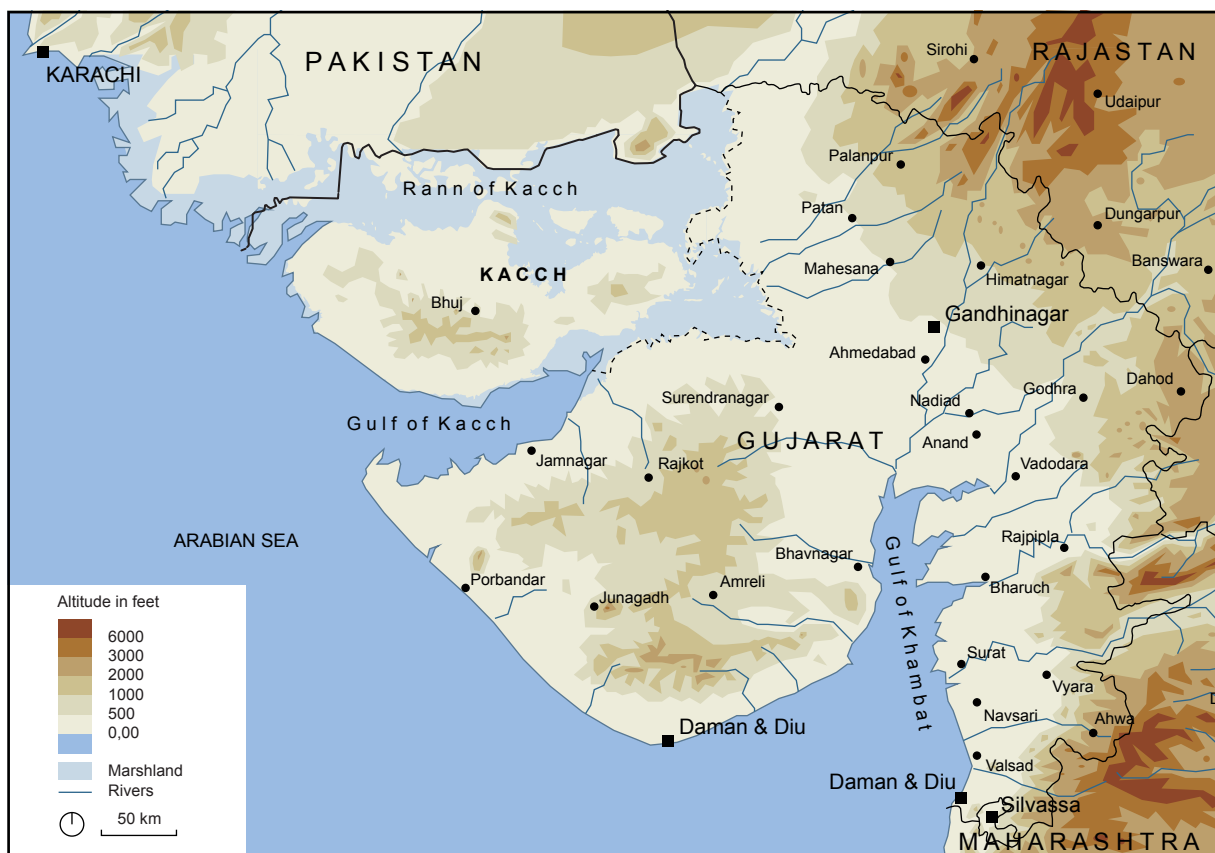 Sirohi
PAKISTAN
RAJASTAN
KARACHI
Udaipur
Palanpur
Rann of Kacch
Patan
Dungarpur
Mahesana
Himatnagar
Banswara
KACCH
Bhuj
Gandhinagar
Ahmedabad
Surendranagar
Nadiad
Godhra
Dahod
Gulf of Kacch
GUJARAT
Anand
Jamnagar
Rajkot
Vadodara
ARABIAN SEA
Rajpipla
Bhavnagar
Gulf of Khambat
Porbandar
Junagadh
Amreli
Bharuch
Surat
Vyara
Navsari
Ahwa
D
Daman & Diu
Valsad
Daman & Diu
Silvassa
MAHARASHTRA
Altitude in feet
6000
3000
2000
1000
500
0,00
Marshland
Rivers
50 km